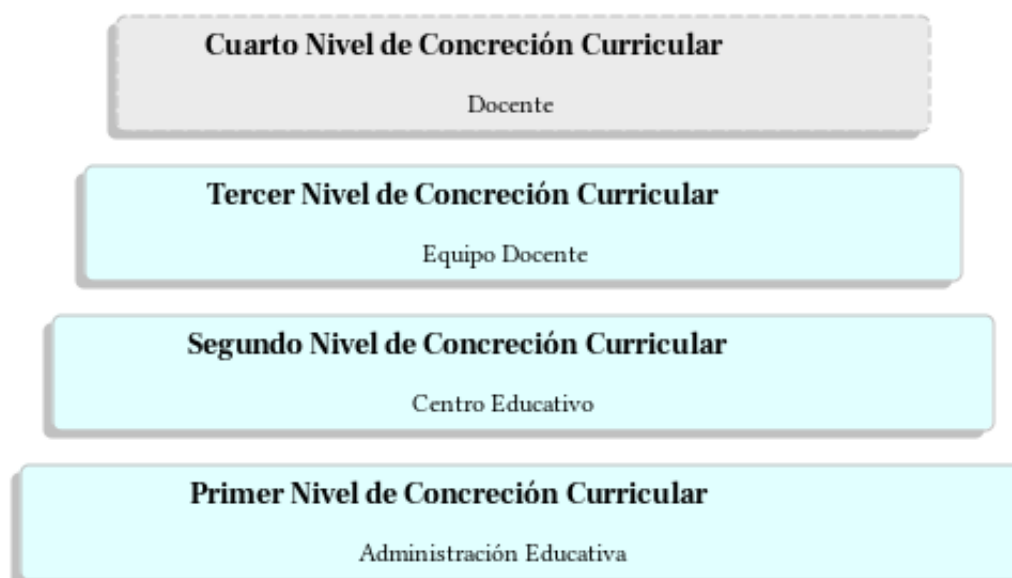 Cuarto Nivel de Concreción Curricular
Docente
Tercer Nivel de Concreción Curricular
Equipo Docente
Segundo Nivel de Concreción Curricular
Centro Educativo
Primer Nivel de Concreción Curricular
Administración Educativa